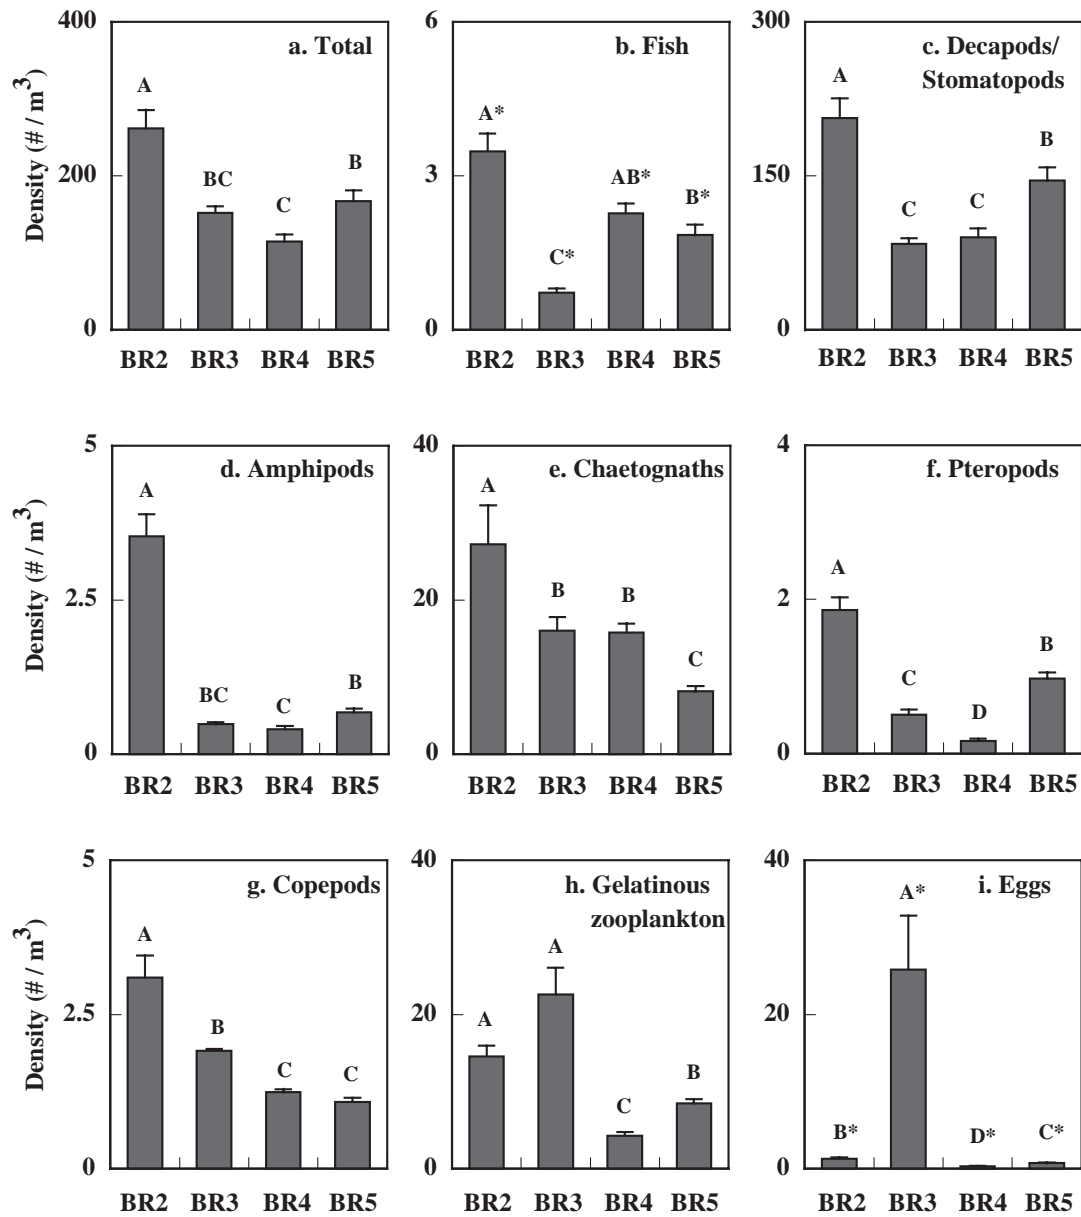 400
a. Total
A
Density (# / m3)
200
BC
C
B
0
BR2 BR3 BR4 BR5
6
b. Fish
A*
3
C*
AB*
B*
0
BR2 BR3 BR4 BR5
300
c. Decapods/
Stomatopods
A
150
C
C
B
0
BR2 BR3 BR4 BR5
5
d. Amphipods
A
Density (# / m3)
2.5
BC
C
B
0
BR2 BR3 BR4 BR5
40
e. Chaetognaths
A
20
B
B
C
0
BR2 BR3 BR4 BR5
4
f. Pteropods
A
2
C
D
B
0
BR2 BR3 BR4 BR5
5
g. Copepods
A
Density (# / m3)
2.5
B
C
C
0
BR2 BR3 BR4 BR5
40
h. Gelatinous
zooplankton
A
A
20
C
B
0
BR2 BR3 BR4 BR5
40
i. Eggs
A*
20
B*
D*
C*
0
BR2 BR3 BR4 BR5